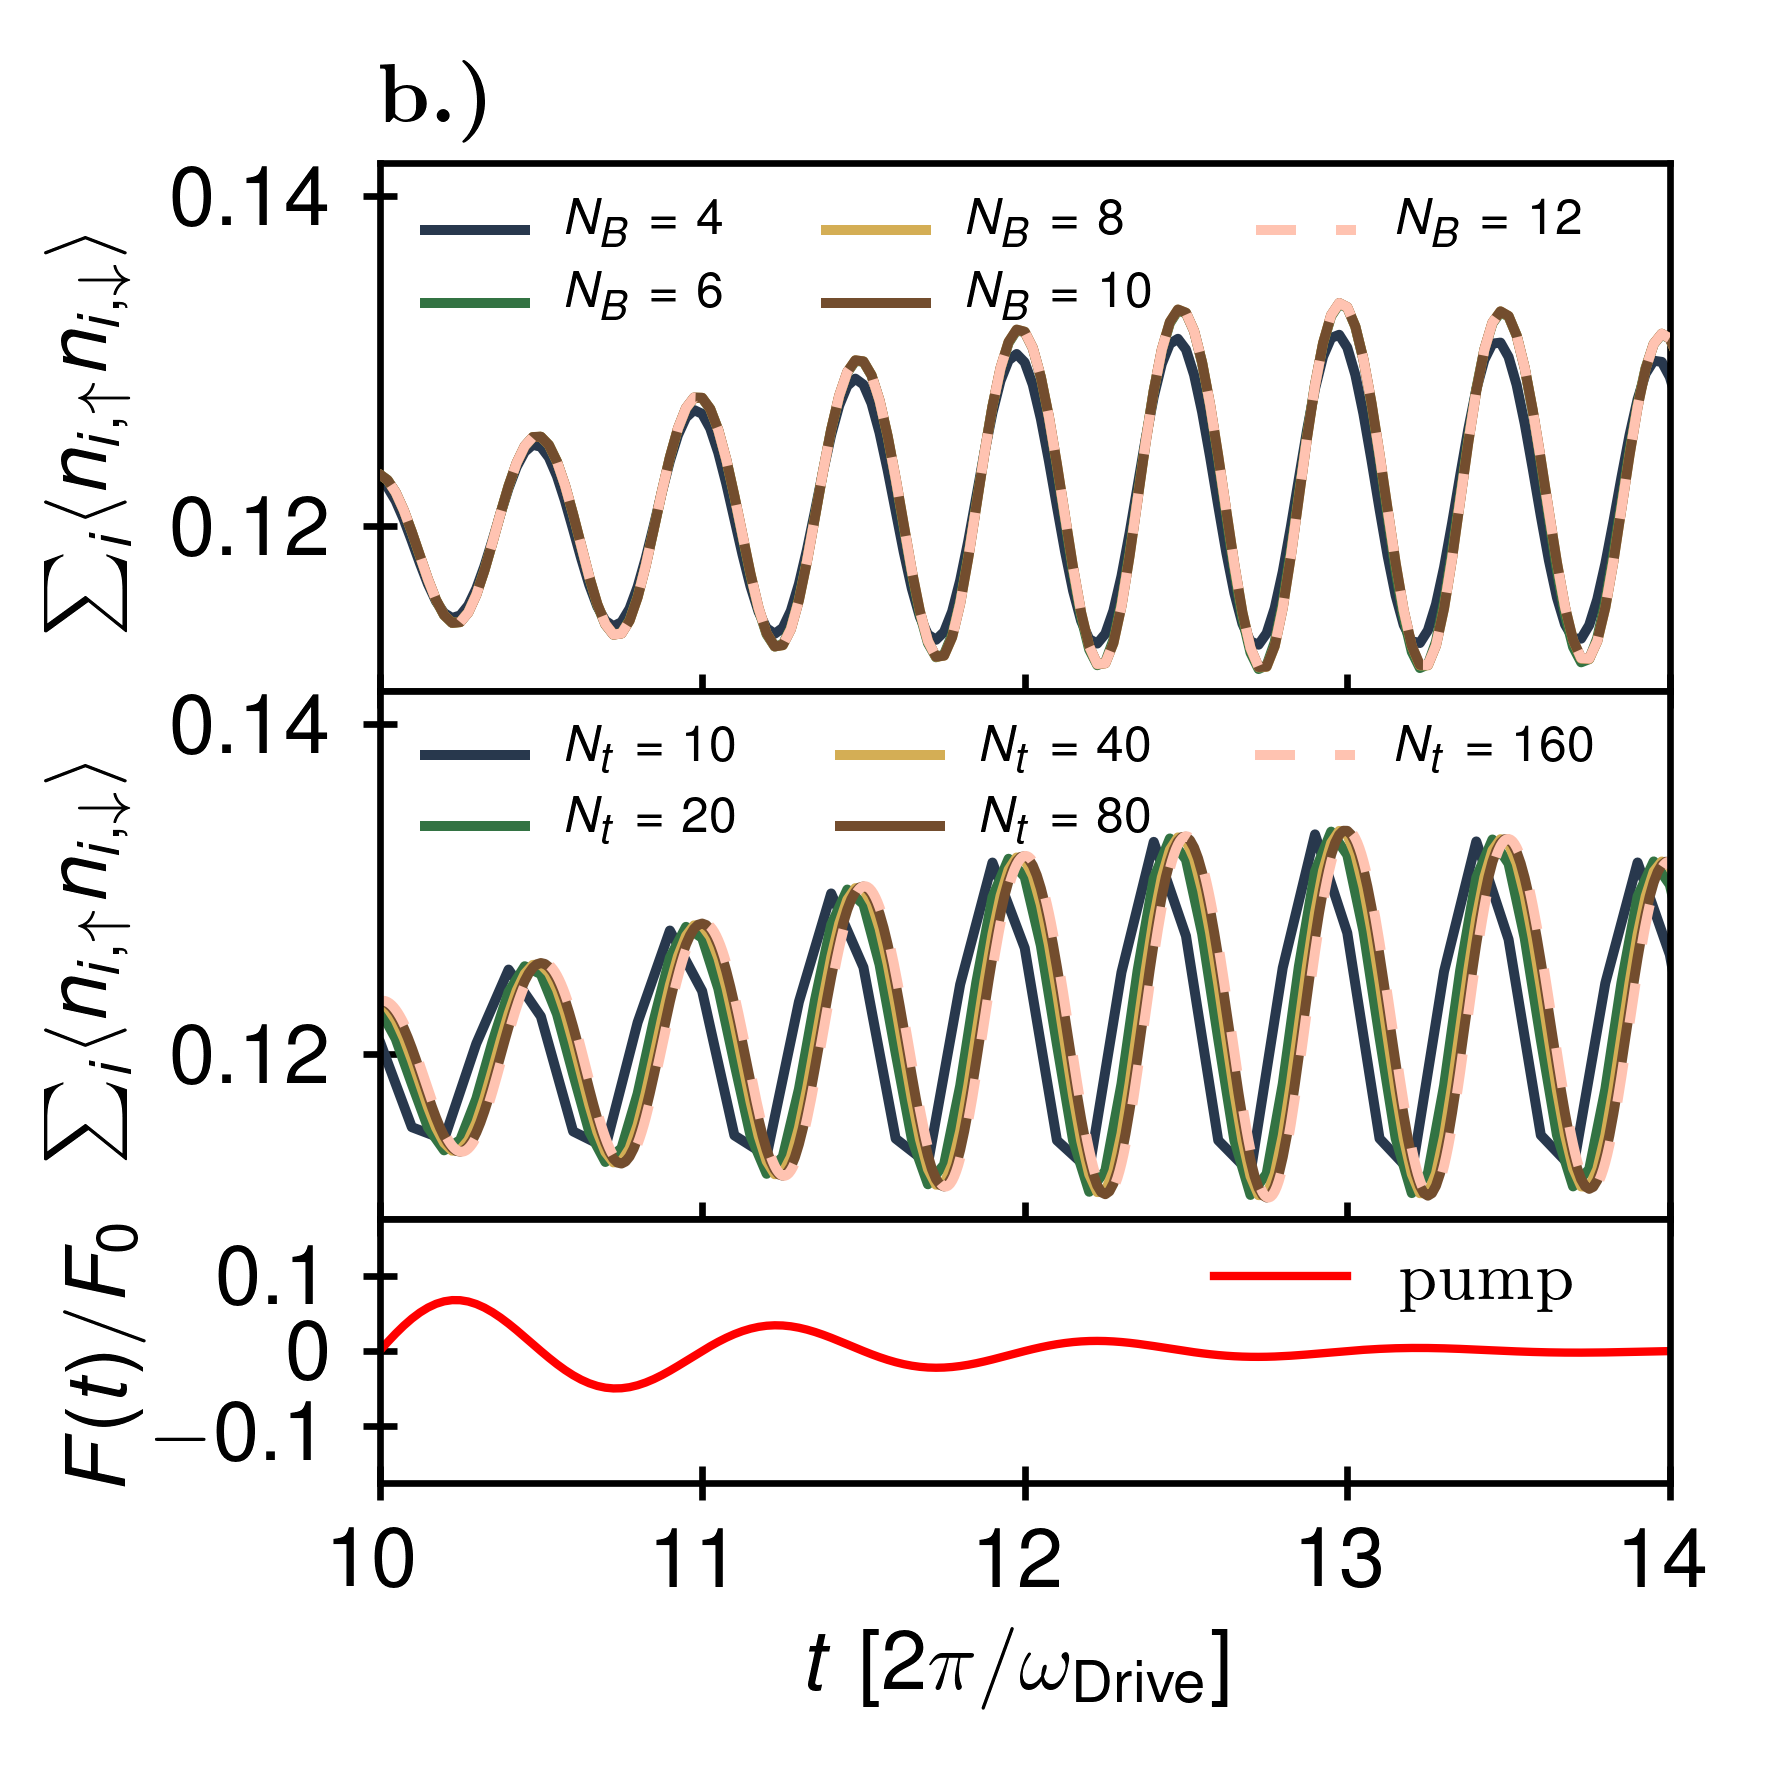 b.)
0.14
N_B = 4 N_B = 8 N_B = 12
N_B = 6 N_B = 10
0.12
∑_i⟨n_{i,↑}n_{i,↓}⟩
0.14
N_t = 10 N_t = 40 N_t = 160
N_t = 20 N_t = 80
0.12
∑_i⟨n_{i,↑}n_{i,↓}⟩
0.1
pump
0
−0.1
F(t)/F_0
10 11 12 13 14
t [2π/ω_Drive]